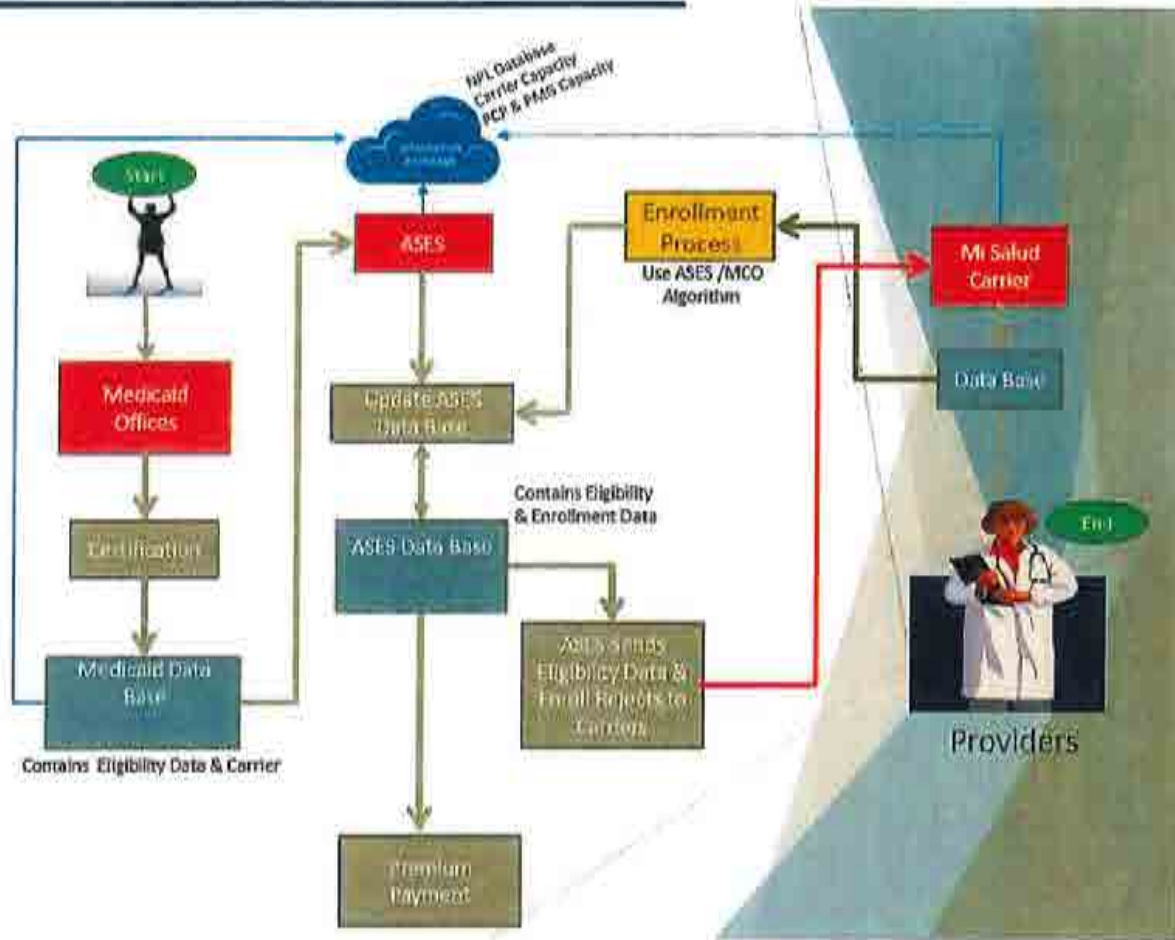 NPL Database
Carrier Capacity
PCP & PMG Capacity
Start
ASES
Enrollment
Process
Use ASES /MCO
Algorithm
Mi Salud
Carrier
Medicaid
Offices
Update ASES
Data Base
Data Base
Contains Eligibility
& Enrollment Data
End
Certification
ASES Data Base
ASES Sends
Eligibility Data &
Enroll Rejects to
Carriers
Medicaid Data
Base
Contains Eligibility Data & Carrier
Providers
Premium
Payment